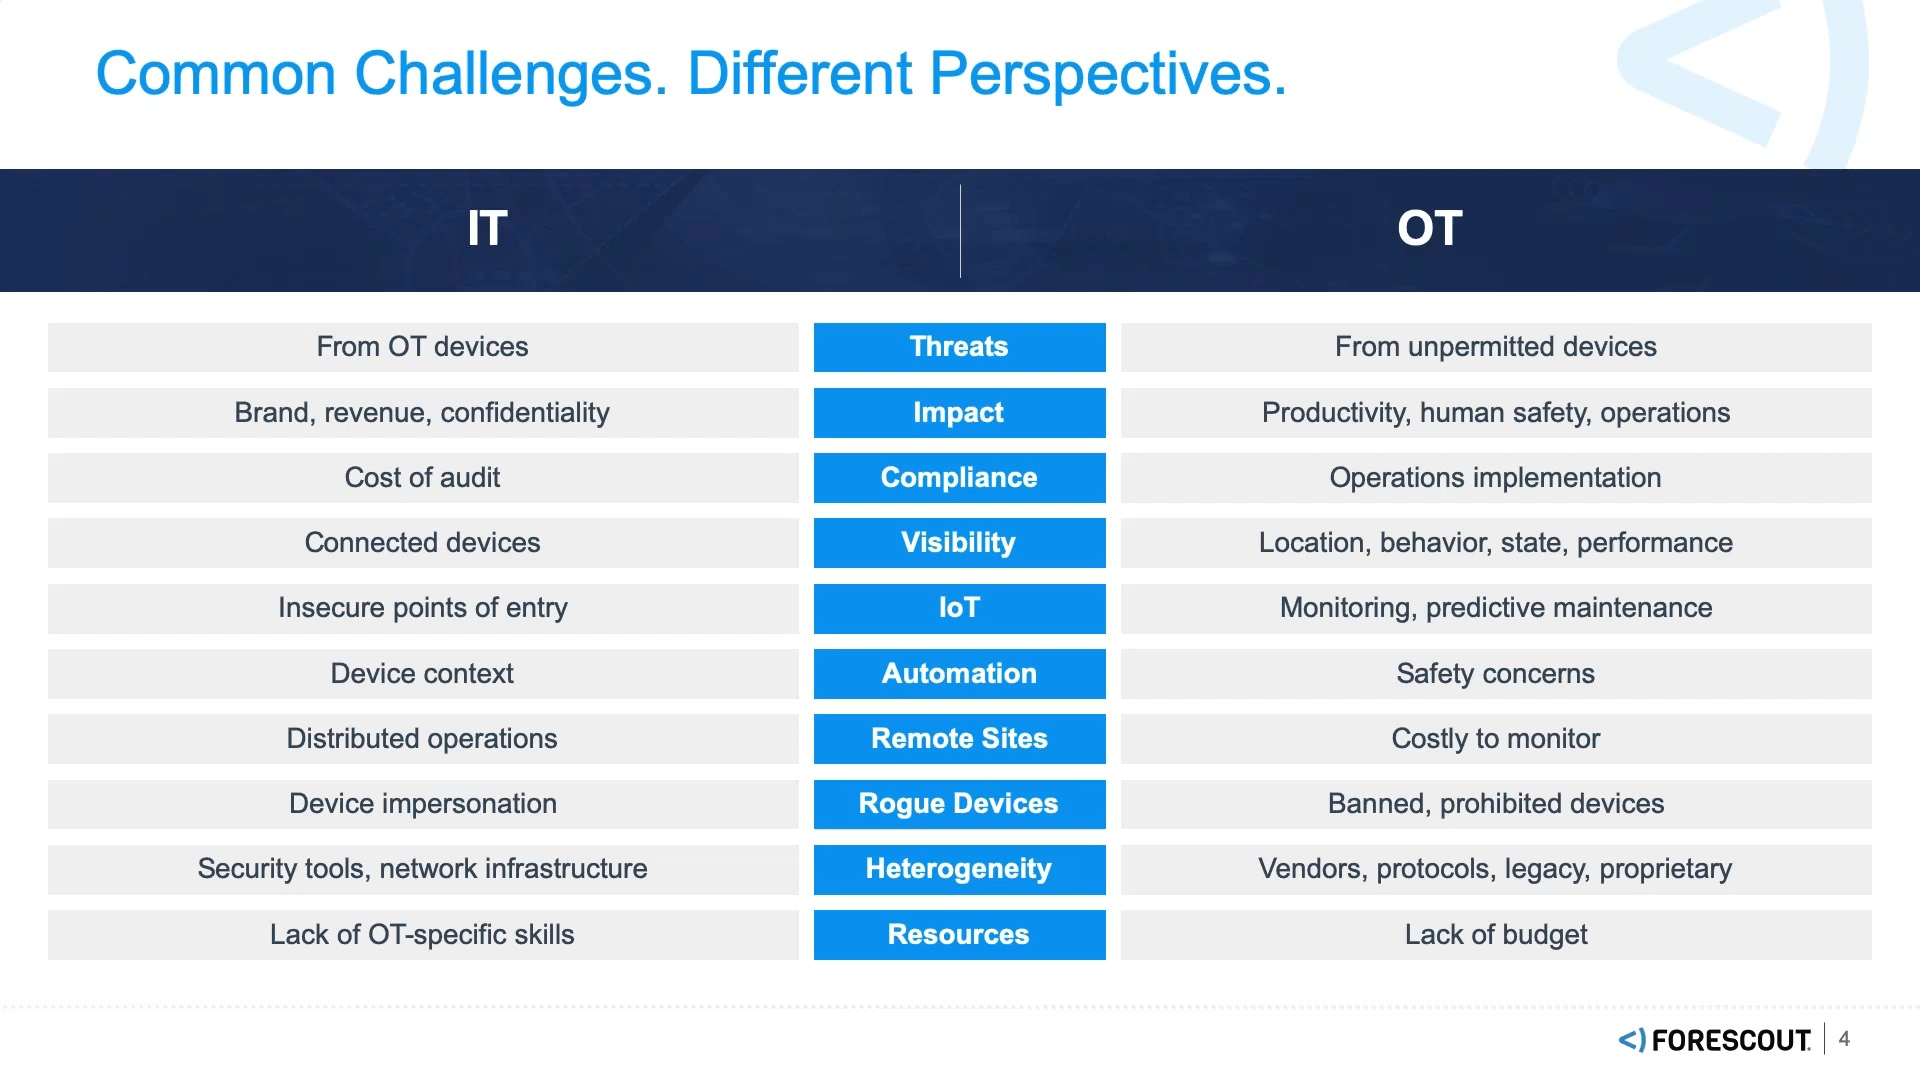 Common Challenges. Different Perspectives.
IT
OT
From OT devices
Threats
From unpermitted devices
Brand, revenue, confidentiality
Impact
Productivity, human safety, operations
Cost of audit
Compliance
Operations implementation
Connected devices
Visibility
Location, behavior, state, performance
Insecure points of entry
IoT
Monitoring, predictive maintenance
Device context
Automation
Safety concerns
Distributed operations
Remote Sites
Costly to monitor
Device impersonation
Rogue Devices
Banned, prohibited devices
Security tools, network infrastructure
Heterogeneity
Vendors, protocols, legacy, proprietary
Lack of OT-specific skills
Resources
Lack of budget
FORESCOUT.
4